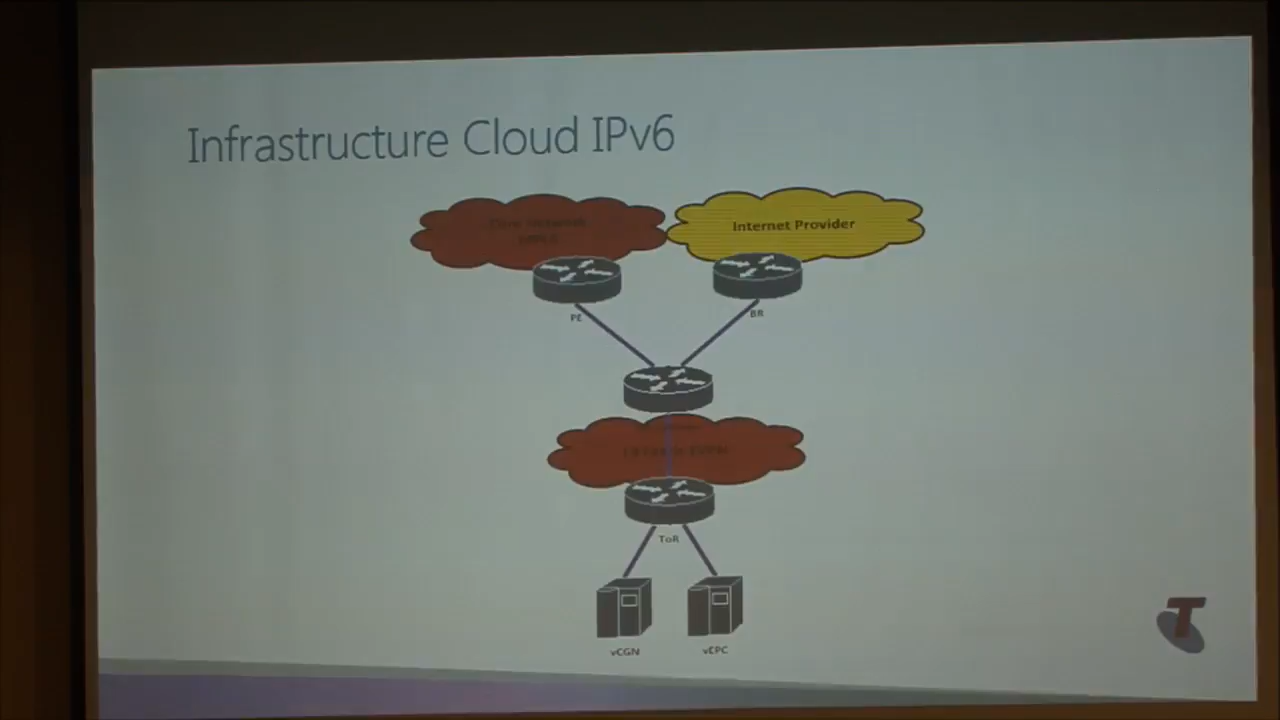 Infrastructure Cloud IPv6
Internet Provider
PE
BR
ToR
vCGN
vEPC
T